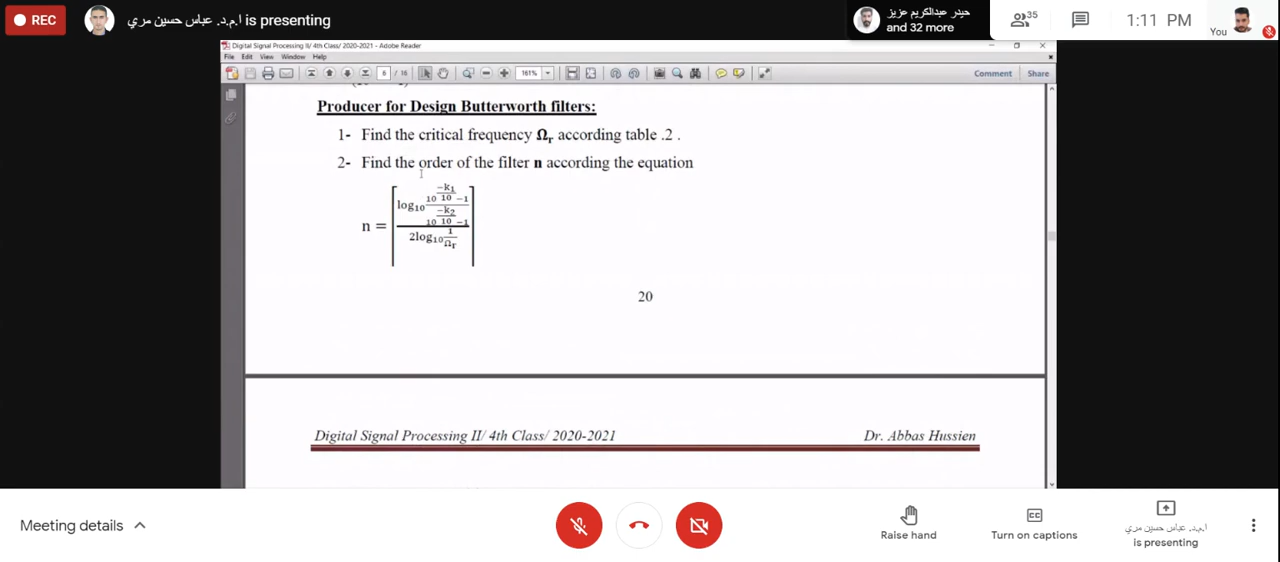 REC
ا.م.د. عباس حسين مري is presenting
حيدر عبدالكريم عزيز
and 32 more
35
1:11 PM
You
Digital Signal Processing II/ 4th Class/ 2020-2021 - Adobe Reader
File Edit View Window Help
6 / 16
161%
Comment Share
Producer for Design Butterworth filters:
1- Find the critical frequency Ωr according table .2 .
2- Find the order of the filter n according the equation
n = ⌈ log10 ((10^(-k1/10) -1)/(10^(-k2/10) -1)) / (2log10 (1/Ωr)) ⌉
20
Digital Signal Processing II/ 4th Class/ 2020-2021 Dr. Abbas Hussien
Meeting details
Raise hand
Turn on captions
ا.م.د. عباس حسين مري
is presenting